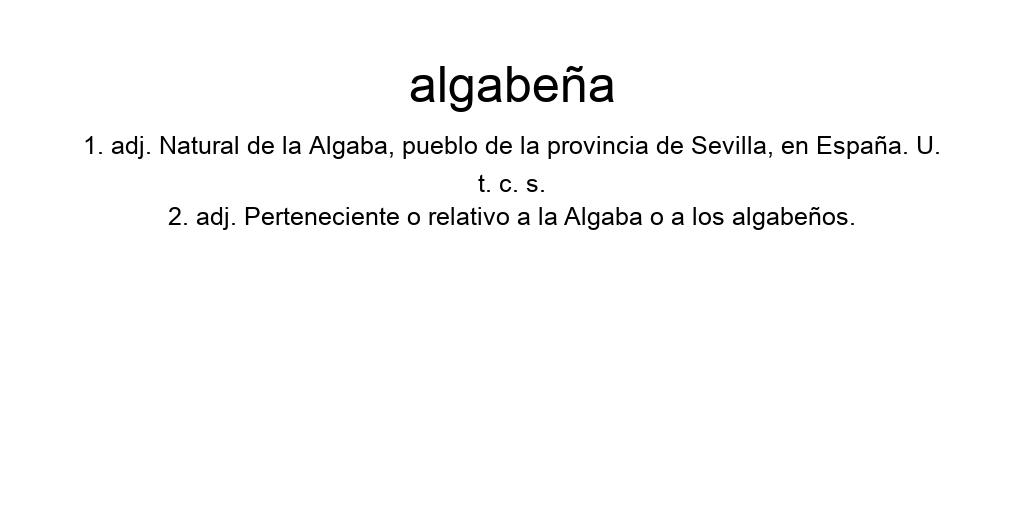 algabeña
1. adj. Natural de la Algaba, pueblo de la provincia de Sevilla, en España. U.
t. c. s.
2. adj. Perteneciente o relativo a la Algaba o a los algabeños.